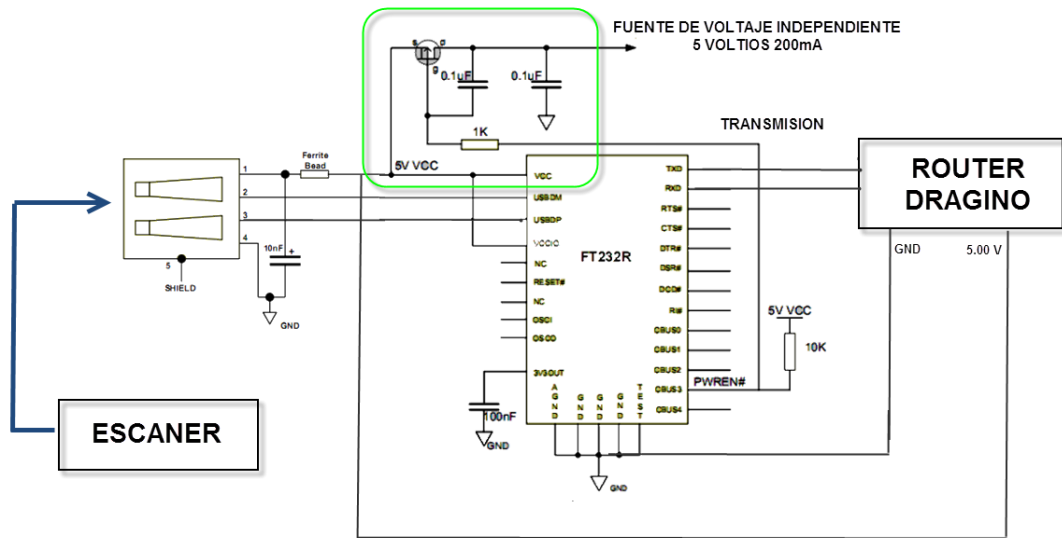 FUENTE DE VOLTAJE INDEPENDIENTE
5 VOLTIOS 200mA
s
d
g
0.1uF
0.1uF
1K
TRANSMISION
Ferrite
Bead
5V VCC
1
2
3
4
5
SHIELD
10nF
+
GND
VCC
USBDM
USBDP
VCCIO
NC
RESET#
NC
OSCI
OSCO
3V3OUT
FT232R
TXD
RXD
RTS#
CTS#
DTR#
DSR#
DCD#
RI#
CBUS0
CBUS1
CBUS2
CBUS3
CBUS4
AGND
GND
GND
GND
TEST
PWREN#
5V VCC
10K
100nF
GND
GND
ROUTER
DRAGINO
GND
5.00 V
ESCANER